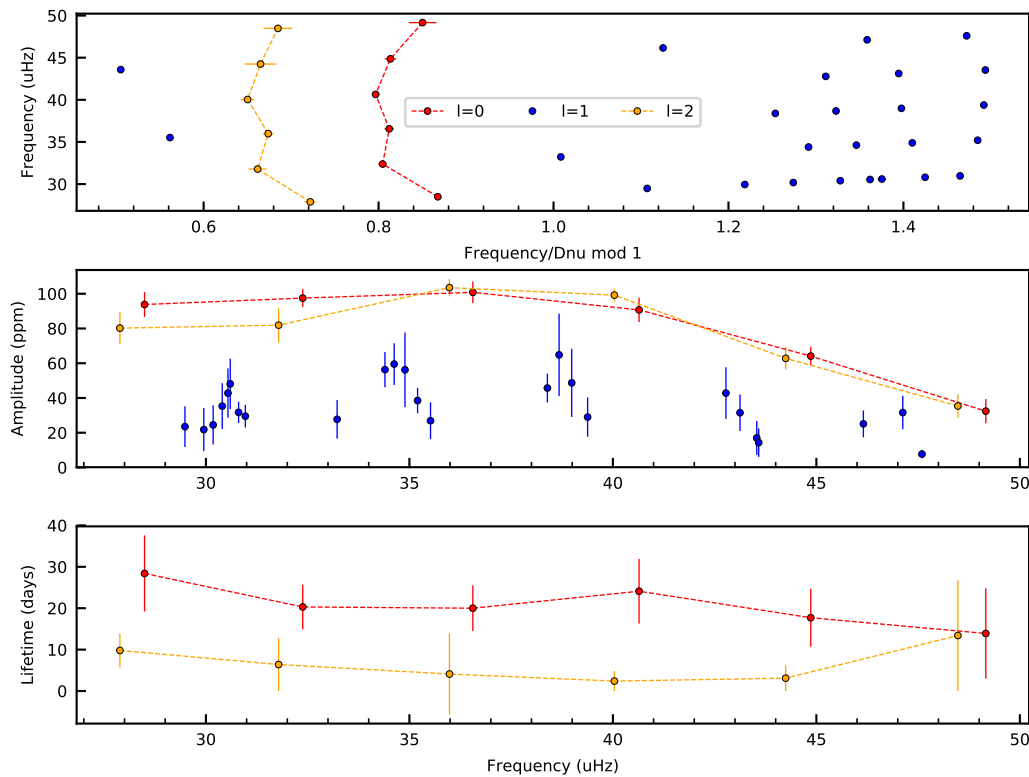 50
45
40
35
30
Frequency (uHz)
l=0 l=1 l=2
0.6 0.8 1.0 1.2 1.4
Frequency/Dnu mod 1
100
80
60
40
20
0
Amplitude (ppm)
30 35 40 45 50
40
30
20
10
0
Lifetime (days)
30 35 40 45 50
Frequency (uHz)